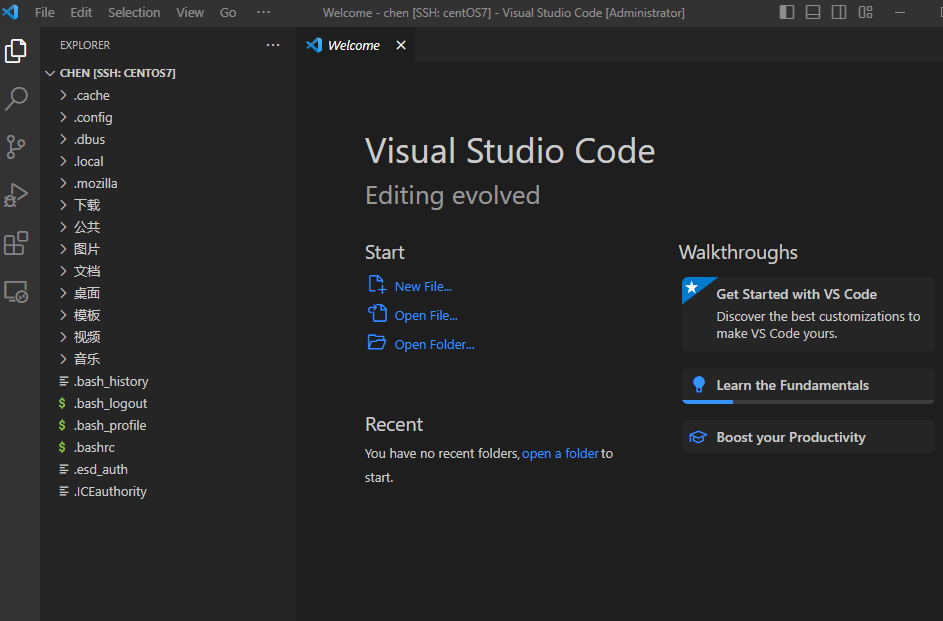 File Edit Selection View Go ··· Welcome - chen [SSH: centOS7] - Visual Studio Code [Administrator]
EXPLORER ···
Welcome
CHEN [SSH: CENTOS7]
.cache
.config
.dbus
.local
.mozilla
下载
公共
图片
文档
桌面
模板
视频
音乐
.bash_history
$ .bash_logout
$ .bash_profile
$ .bashrc
.esd_auth
.ICEauthority
Visual Studio Code
Editing evolved
Start
New File...
Open File...
Open Folder...
Recent
You have no recent folders, open a folder to
start.
Walkthroughs
Get Started with VS Code
Discover the best customizations to
make VS Code yours.
Learn the Fundamentals
Boost your Productivity